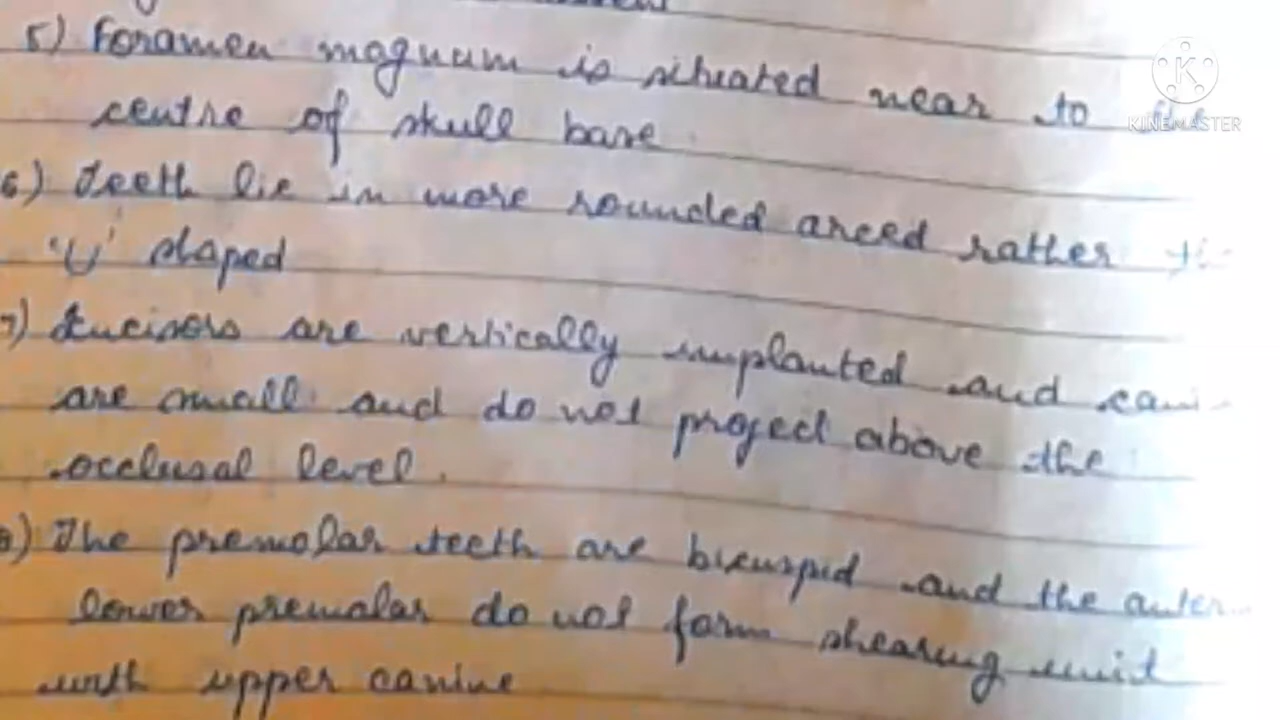 5) Foramen magnum is situated near to the
KINEMASTER
centre of skull base
6) Teeth lie in more rounded arced rather
'U' shaped
7) Incisors are vertically implanted and
are small and do not project above the
occlusal level.
8) The premolar teeth are bicuspid and the
lower premolar do not form shearing unit
with upper canine